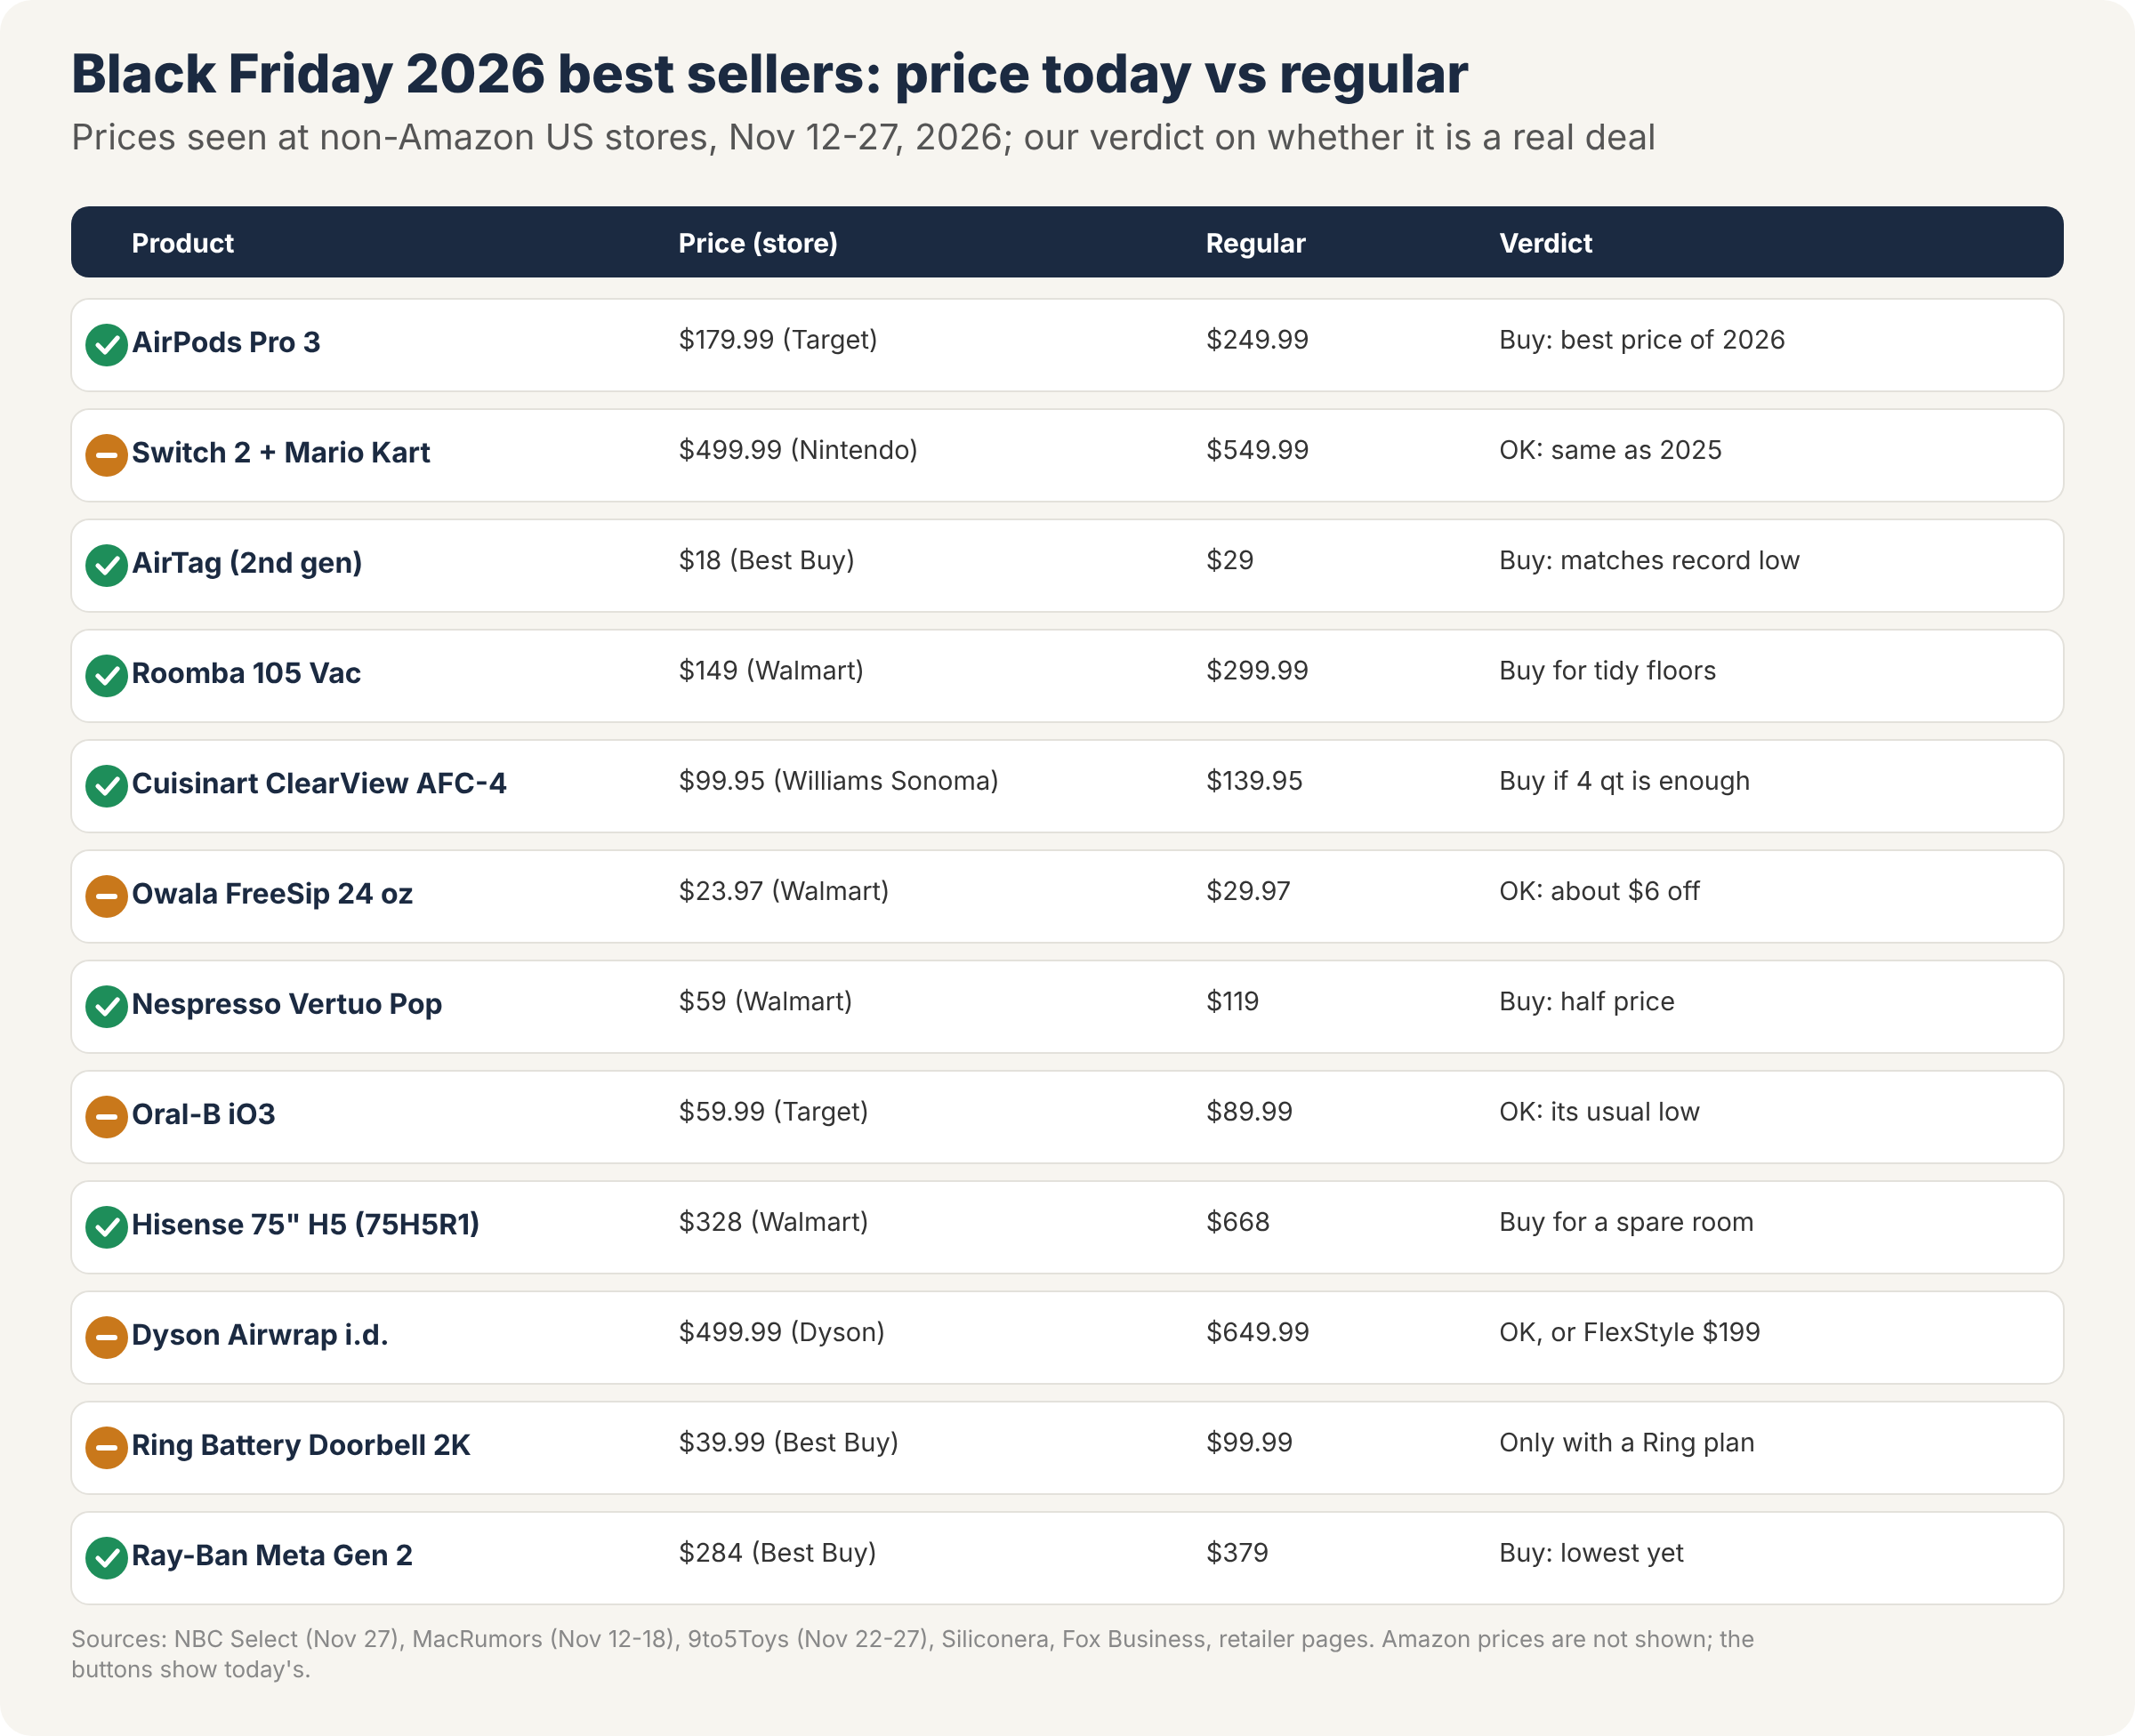 Black Friday 2026 best sellers: price today vs regular
Prices seen at non-Amazon US stores, Nov 12-27, 2026; our verdict on whether it is a real deal
Product Price (store) Regular Verdict
AirPods Pro 3 $179.99 (Target) $249.99 Buy: best price of 2026
Switch 2 + Mario Kart $499.99 (Nintendo) $549.99 OK: same as 2025
AirTag (2nd gen) $18 (Best Buy) $29 Buy: matches record low
Roomba 105 Vac $149 (Walmart) $299.99 Buy for tidy floors
Cuisinart ClearView AFC-4 $99.95 (Williams Sonoma) $139.95 Buy if 4 qt is enough
Owala FreeSip 24 oz $23.97 (Walmart) $29.97 OK: about $6 off
Nespresso Vertuo Pop $59 (Walmart) $119 Buy: half price
Oral-B iO3 $59.99 (Target) $89.99 OK: its usual low
Hisense 75" H5 (75H5R1) $328 (Walmart) $668 Buy for a spare room
Dyson Airwrap i.d. $499.99 (Dyson) $649.99 OK, or FlexStyle $199
Ring Battery Doorbell 2K $39.99 (Best Buy) $99.99 Only with a Ring plan
Ray-Ban Meta Gen 2 $284 (Best Buy) $379 Buy: lowest yet
Sources: NBC Select (Nov 27), MacRumors (Nov 12-18), 9to5Toys (Nov 22-27), Siliconera, Fox Business, retailer pages. Amazon prices are not shown; the
buttons show today's.